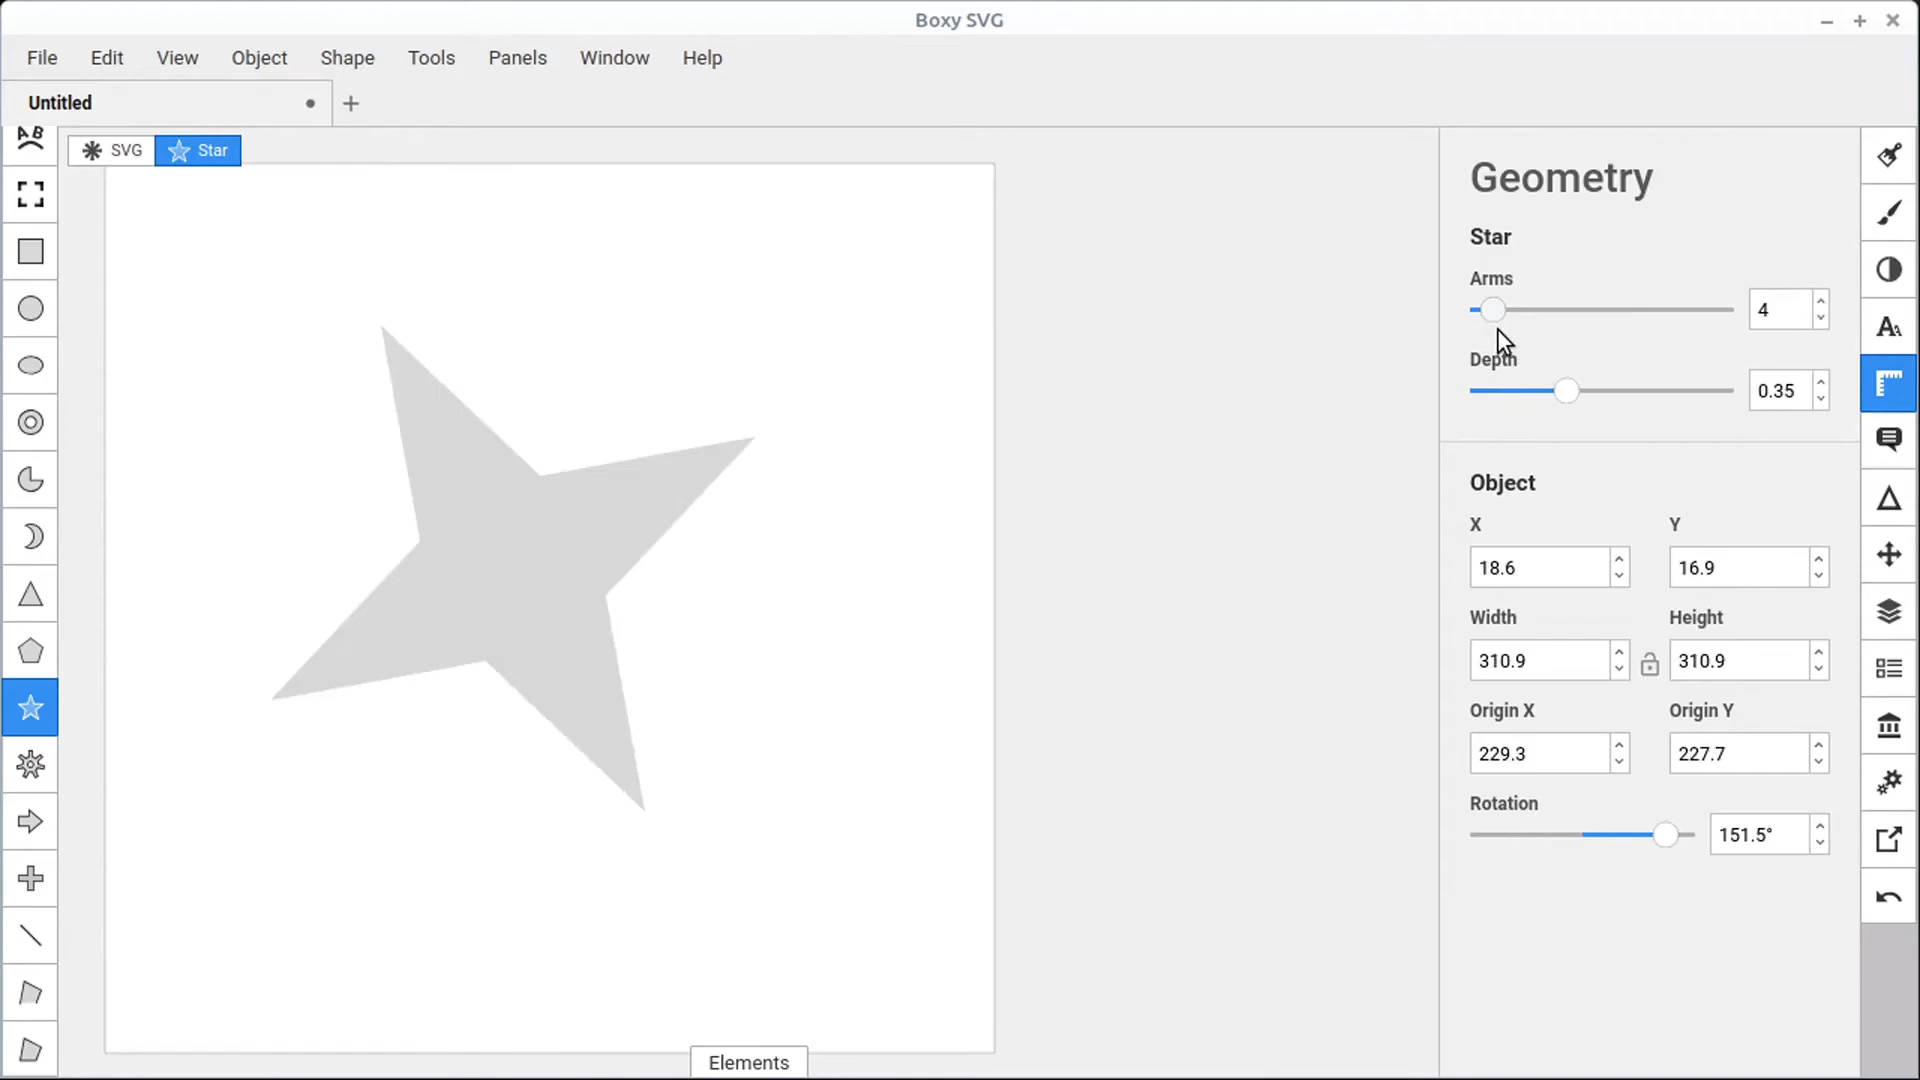 Boxy SVG
File Edit View Object Shape Tools Panels Window Help
Untitled
SVG Star
Geometry
Star
Arms
4
Depth
0.35
Object
X Y
18.6 16.9
Width Height
310.9 310.9
Origin X Origin Y
229.3 227.7
Rotation
151.5°
Elements